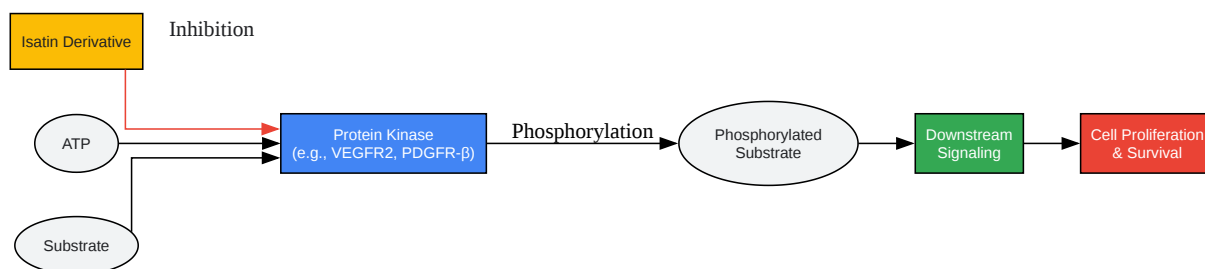 Isatin Derivative
Inhibition
ATP
Substrate
Protein Kinase
(e.g., VEGFR2, PDGFR-β)
Phosphorylation
Phosphorylated
Substrate
Downstream
Signaling
Cell Proliferation
& Survival